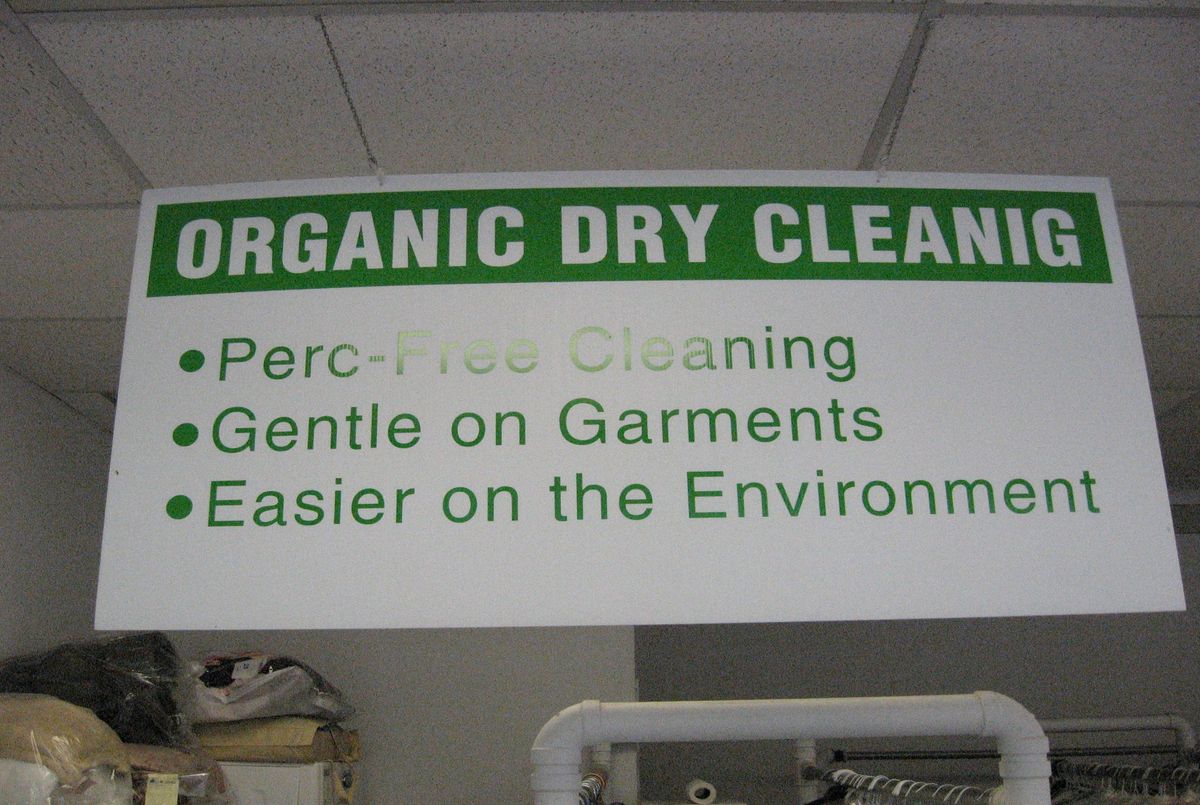 ORGANIC DRY CLEANIG
•Perc-Free Cleaning
•Gentle on Garments
•Easier on the Environment